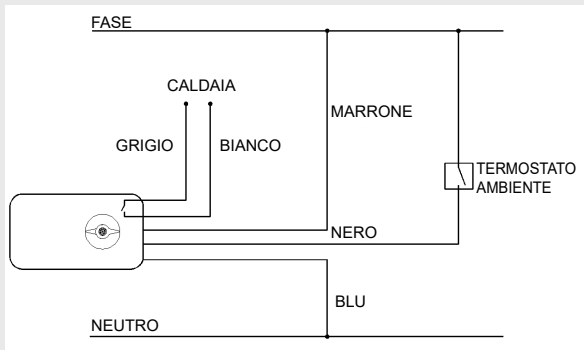 FASE
CALDAIA
MARRONE
GRIGIO
BIANCO
TERMOSTATO
AMBIENTE
NERO
BLU
NEUTRO